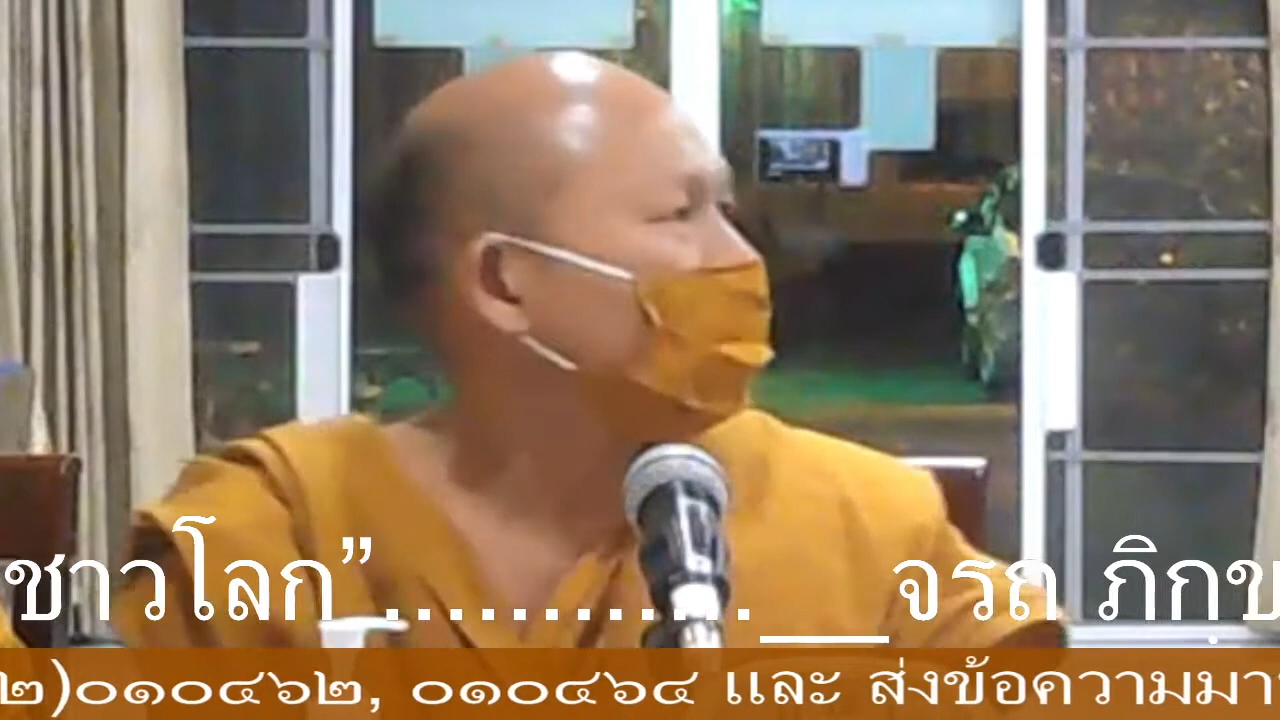 ชาวโลก” ............__จรถ ภิกฺข
๒)๐๑๐๔๖๒, ๐๑๐๔๖๔ และ ส่งข้อความมา